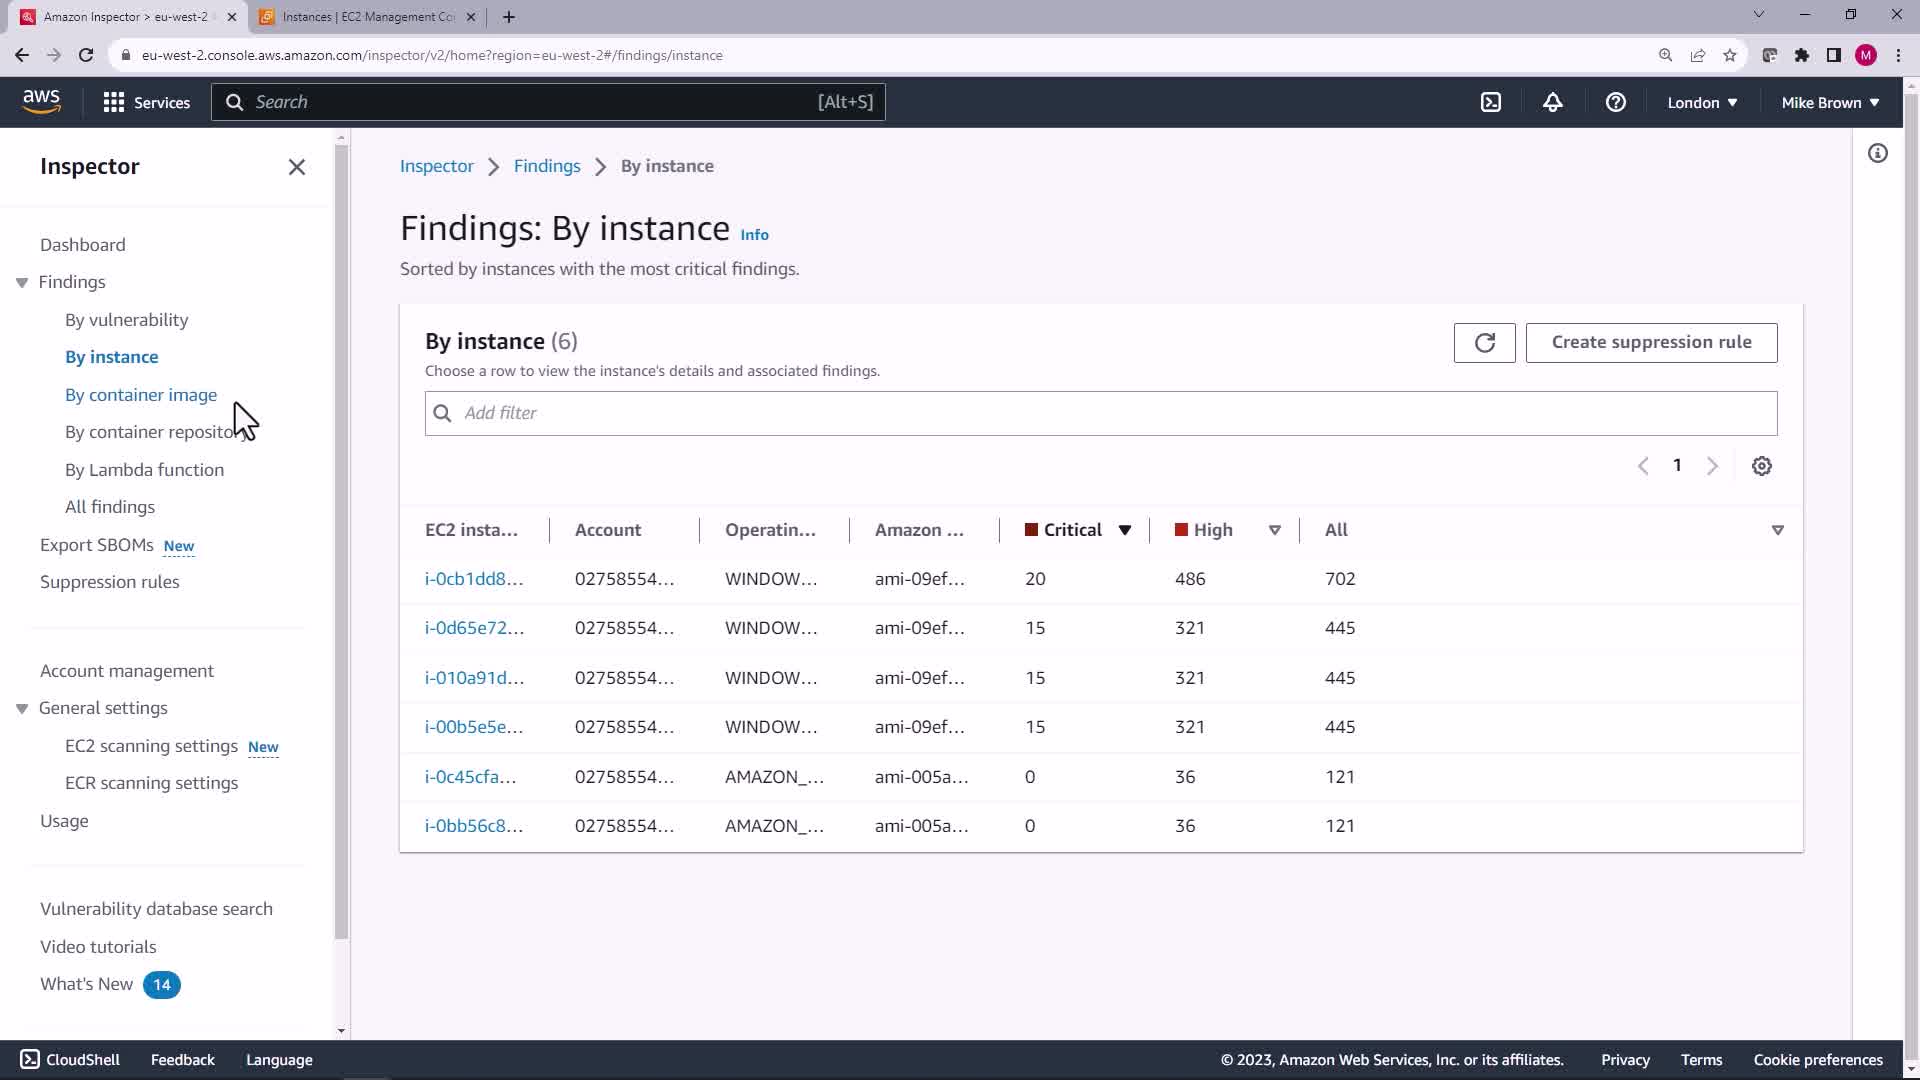 Amazon Inspector > eu-west-2
Instances | EC2 Management Co
eu-west-2.console.aws.amazon.com/inspector/v2/home?region=eu-west-2#/findings/instance
M
aws
Services
Search
[Alt+S]
London
Mike Brown
Inspector
Dashboard
Findings
By vulnerability
By instance
By container image
By container repository
By Lambda function
All findings
Export SBOMs New
Suppression rules
Account management
General settings
EC2 scanning settings New
ECR scanning settings
Usage
Vulnerability database search
Video tutorials
What's New 14
Inspector > Findings > By instance
Findings: By instance Info
Sorted by instances with the most critical findings.
By instance (6)
Choose a row to view the instance's details and associated findings.
Create suppression rule
Add filter
1
EC2 insta... Account Operatin... Amazon ... Critical High All
i-0cb1dd8... 02758554... WINDOW... ami-09ef... 20 486 702
i-0d65e72... 02758554... WINDOW... ami-09ef... 15 321 445
i-010a91d... 02758554... WINDOW... ami-09ef... 15 321 445
i-00b5e5e... 02758554... WINDOW... ami-09ef... 15 321 445
i-0c45cfa... 02758554... AMAZON_... ami-005a... 0 36 121
i-0bb56c8... 02758554... AMAZON_... ami-005a... 0 36 121
CloudShell Feedback Language
© 2023, Amazon Web Services, Inc. or its affiliates. Privacy Terms Cookie preferences